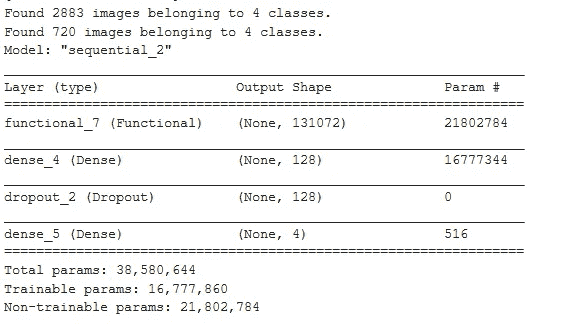 Found 2883 images belonging to 4 classes.
Found 720 images belonging to 4 classes.
Model: "sequential_2"
Layer (type) Output Shape Param #
functional_7 (Functional) (None, 131072) 21802784
dense_4 (Dense) (None, 128) 16777344
dropout_2 (Dropout) (None, 128) 0
dense_5 (Dense) (None, 4) 516
Total params: 38,580,644
Trainable params: 16,777,860
Non-trainable params: 21,802,784